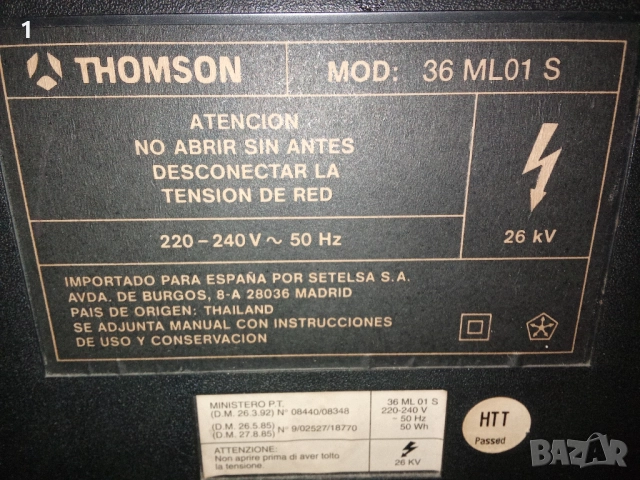 1
THOMSON
MOD: 36 ML01 S
ATENCION
NO ABRIR SIN ANTES
DESCONECTAR LA
TENSION DE RED
220-240V ~ 50 Hz
26 kV
IMPORTADO PARA ESPAÑA POR SETELSA S.A.
AVDA. DE BURGOS, 8-A 28036 MADRID
PAIS DE ORIGEN: THAILAND
SE ADJUNTA MANUAL CON INSTRUCCIONES
DE USO Y CONSERVACION
MINISTERO P.T.
(D.M. 26.3.92) N° 08440/08348
(D.M. 26.5.85) N° 9/02527/18770
(D.M. 27.8.85)
ATTENZIONE:
Non aprire prima di aver tolto
la tensione.
36 ML 01 S
220-240 V
~ 50 Hz
50 Wh
26 KV
HTT
Passed
BAZAR